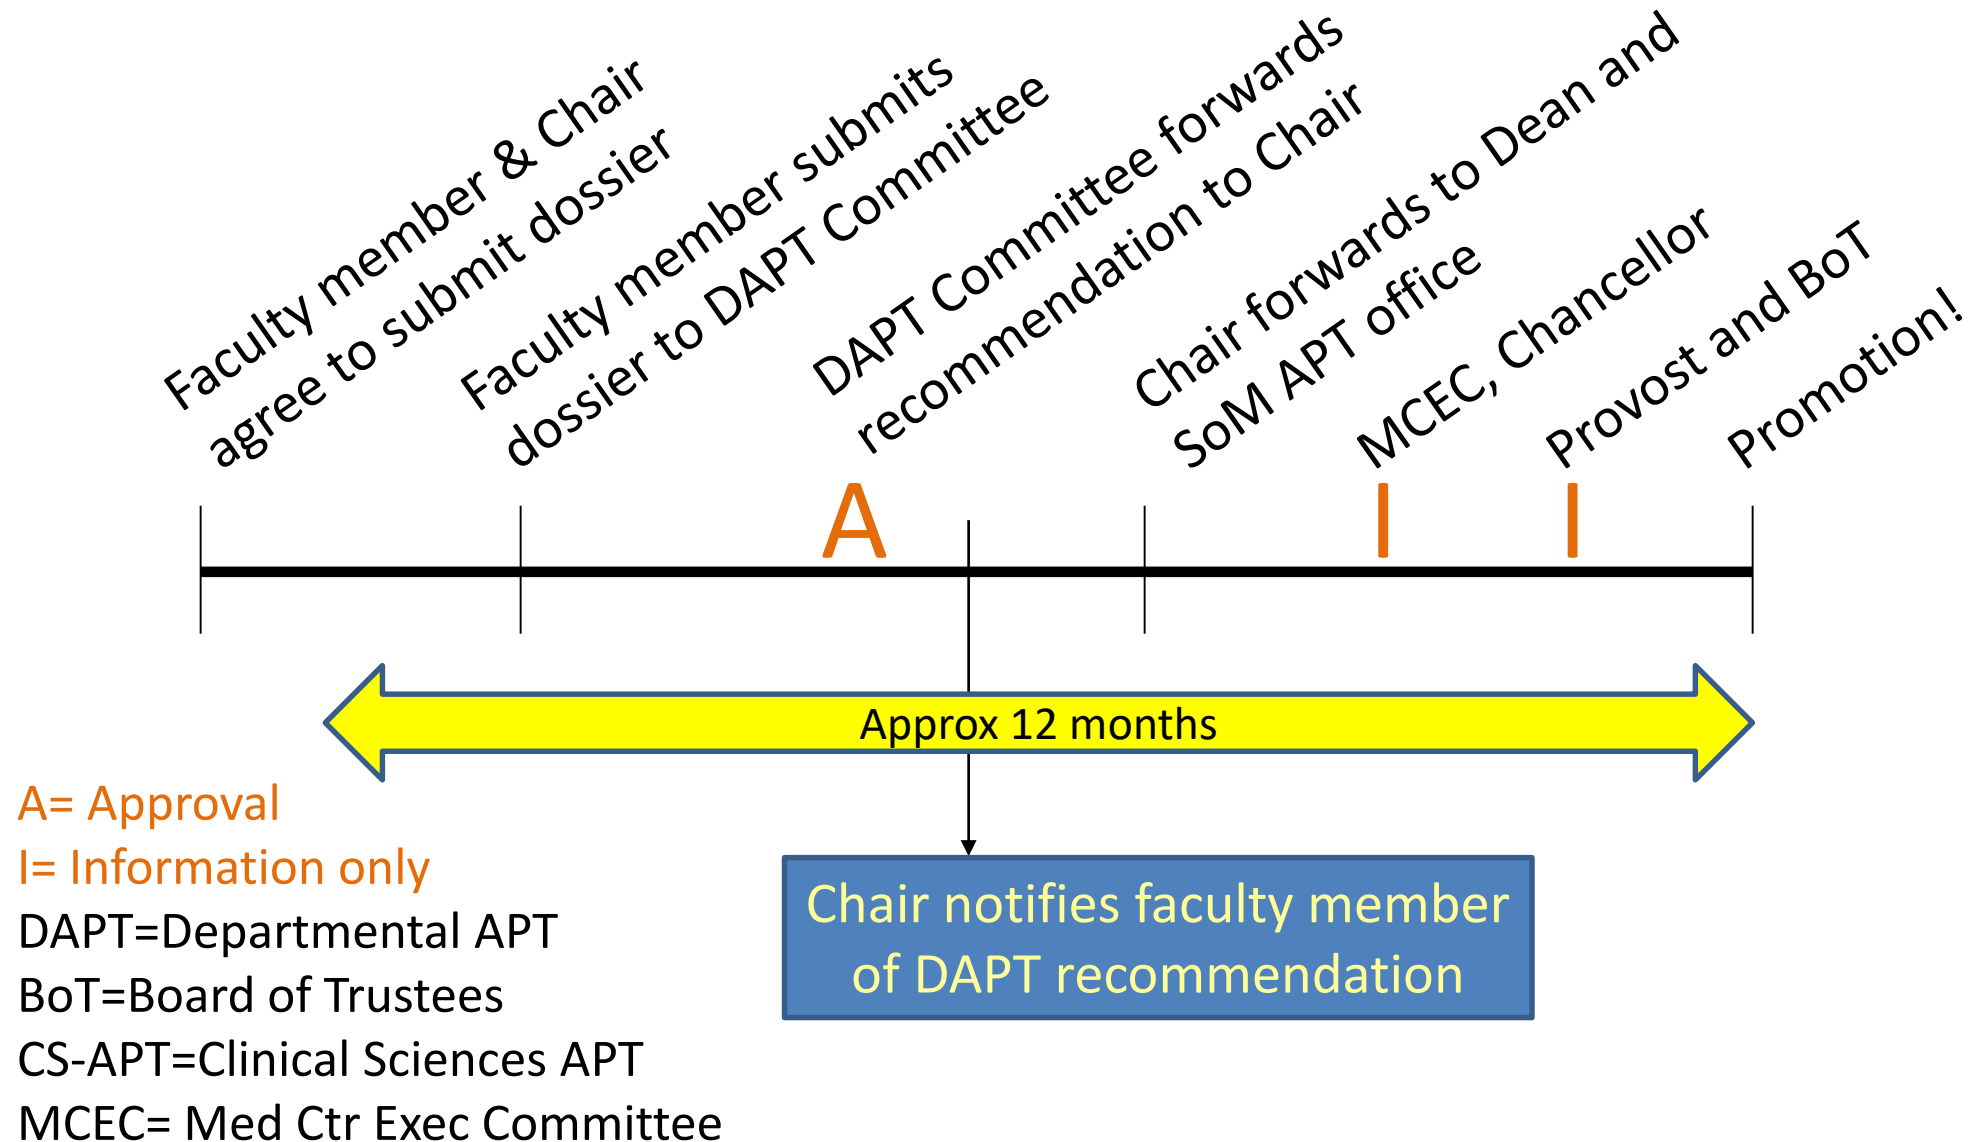 Faculty member & Chair
agree to submit dossier
Faculty member submits
dossier to DAPT Committee
DAPT Committee forwards
recommendation to Chair
Chair forwards to Dean and
SoM APT office
MCEC, Chancellor
Provost and BoT
Promotion!
A
I
I
Approx 12 months
Chair notifies faculty member
of DAPT recommendation
A= Approval
I= Information only
DAPT=Departmental APT
BoT=Board of Trustees
CS-APT=Clinical Sciences APT
MCEC= Med Ctr Exec Committee